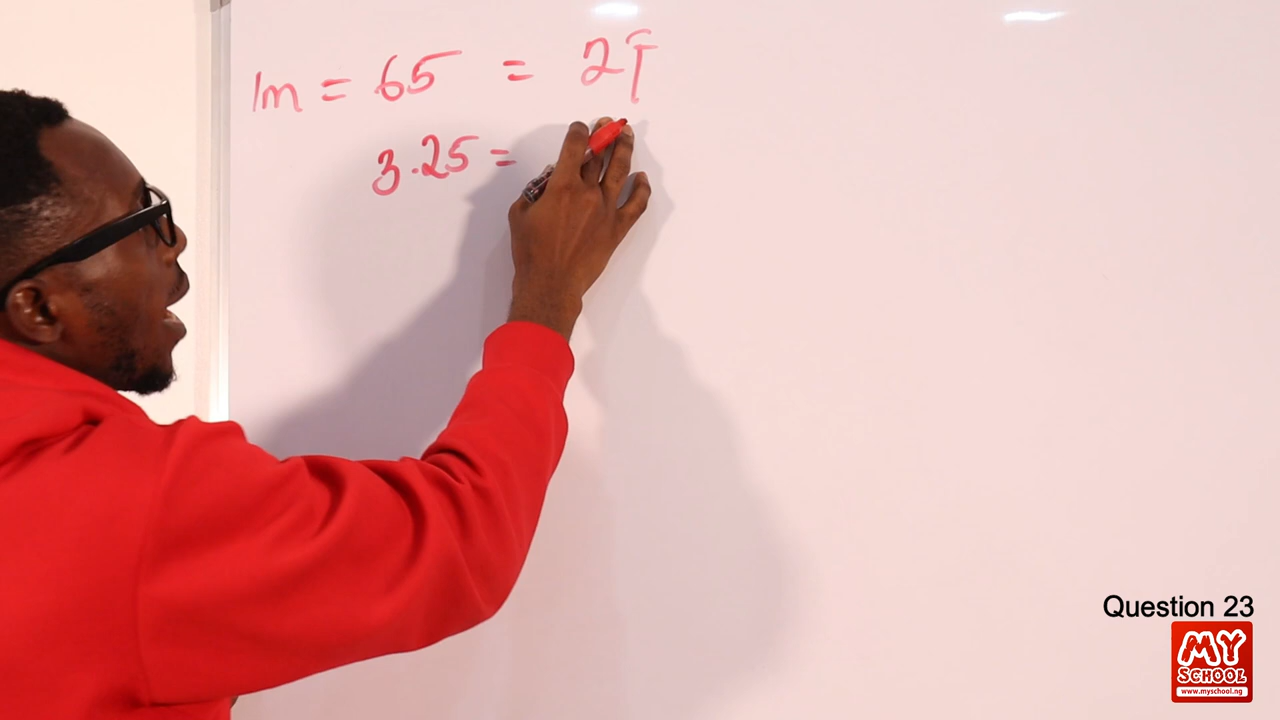 1m = 65 = 2F
3.25 =
Question 23
MY
SCHOOL
www.myschool.ng